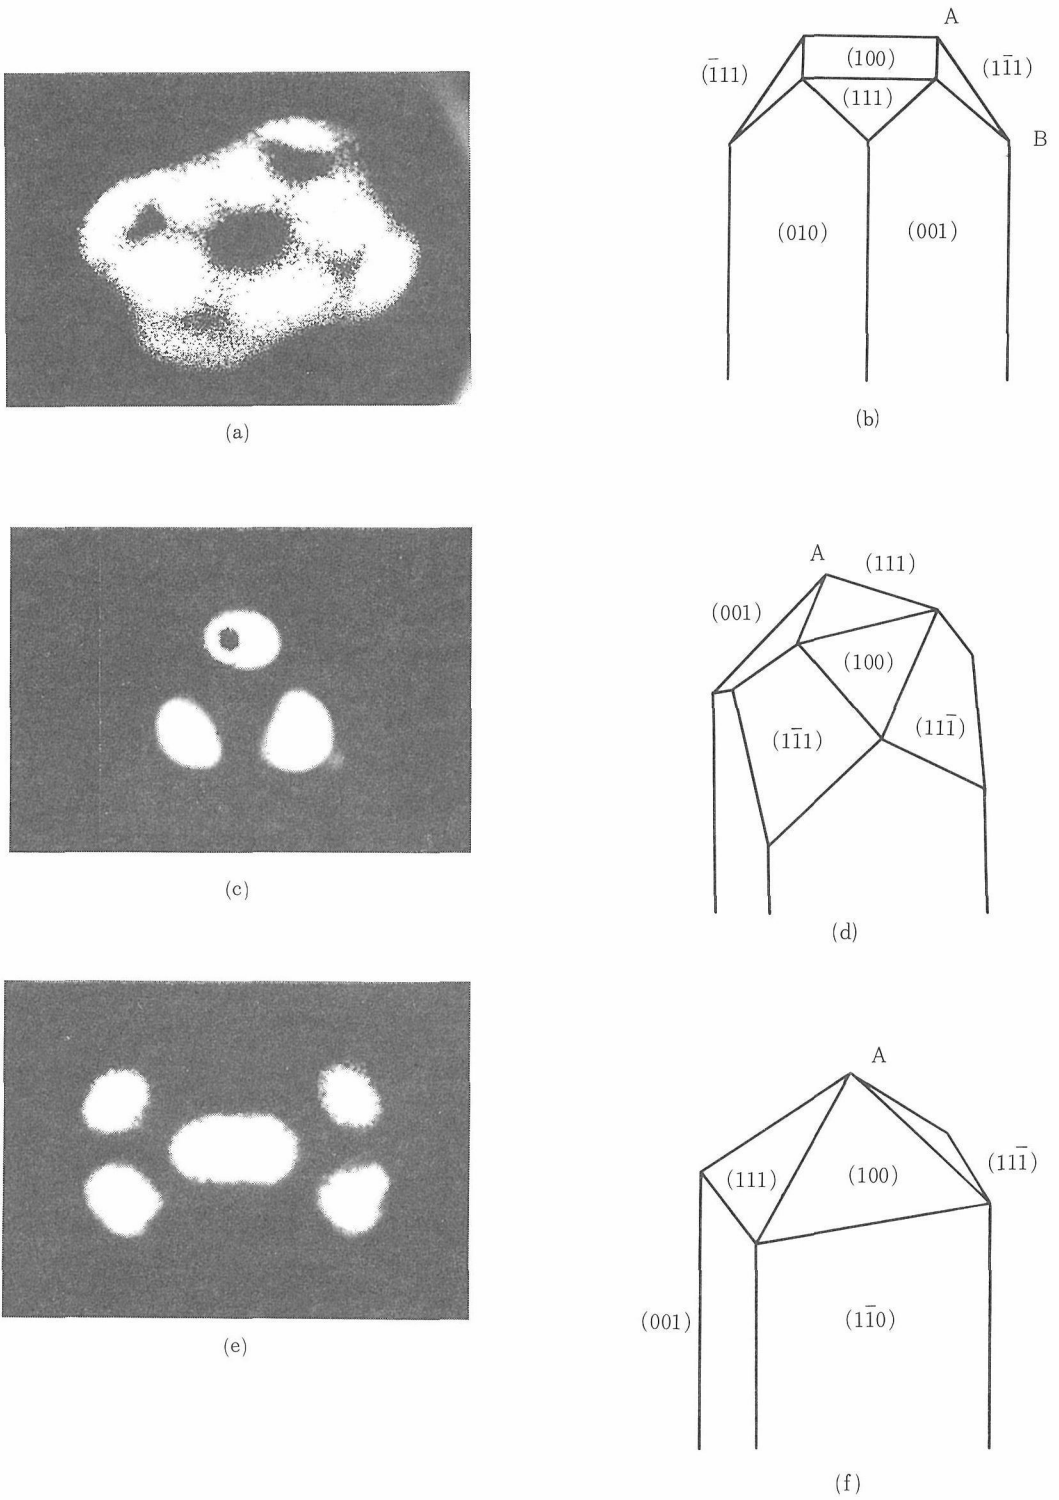 A
(100)
(1̄11)
(11̄1)
(111)
B
(010)
(001)
(a)
(b)
A
(111)
(001)
(100)
(11̄1)
(111̄)
(c)
(d)
A
(111)
(100)
(111̄)
(001)
(11̄0)
(e)
(f)